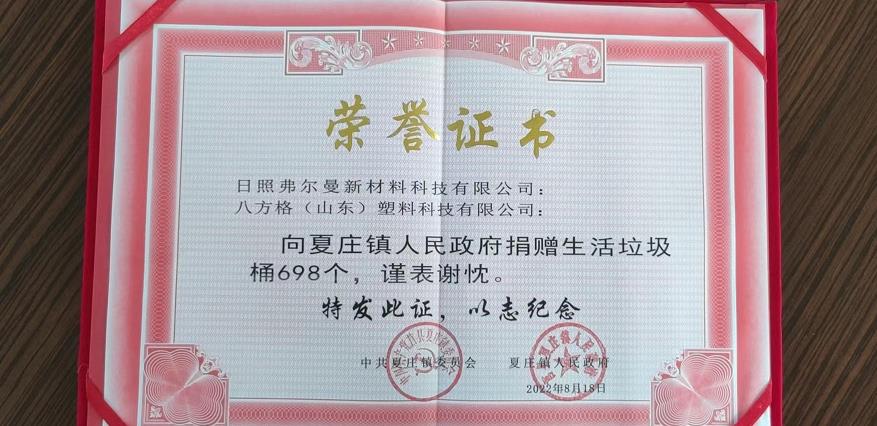 荣誉证书
日照弗尔曼新材料科技有限公司：
八方格（山东）塑料科技有限公司：
向夏庄镇人民政府捐赠生活垃圾
桶698个，谨表谢忱。
特发此证，以志纪念
中共夏庄镇委员会 夏庄镇人民政府
2022年8月18日